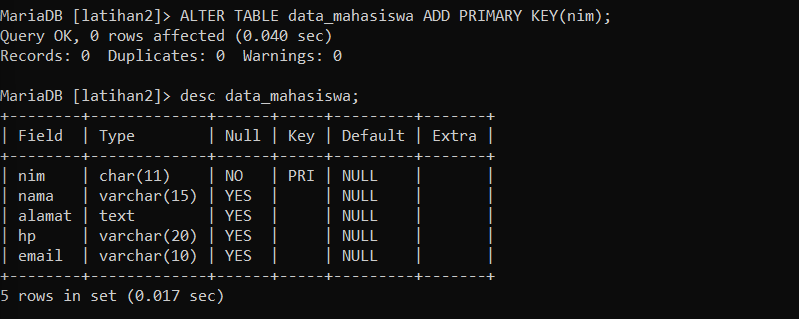 MariaDB [latihan2]> ALTER TABLE data_mahasiswa ADD PRIMARY KEY(nim);
Query OK, 0 rows affected (0.040 sec)
Records: 0  Duplicates: 0  Warnings: 0

MariaDB [latihan2]> desc data_mahasiswa;
+--------+-------------+------+-----+---------+-------+
| Field  | Type        | Null | Key | Default | Extra |
+--------+-------------+------+-----+---------+-------+
| nim    | char(11)    | NO   | PRI | NULL    |       |
| nama   | varchar(15) | YES  |     | NULL    |       |
| alamat | text        | YES  |     | NULL    |       |
| hp     | varchar(20) | YES  |     | NULL    |       |
| email  | varchar(10) | YES  |     | NULL    |       |
+--------+-------------+------+-----+---------+-------+
5 rows in set (0.017 sec)